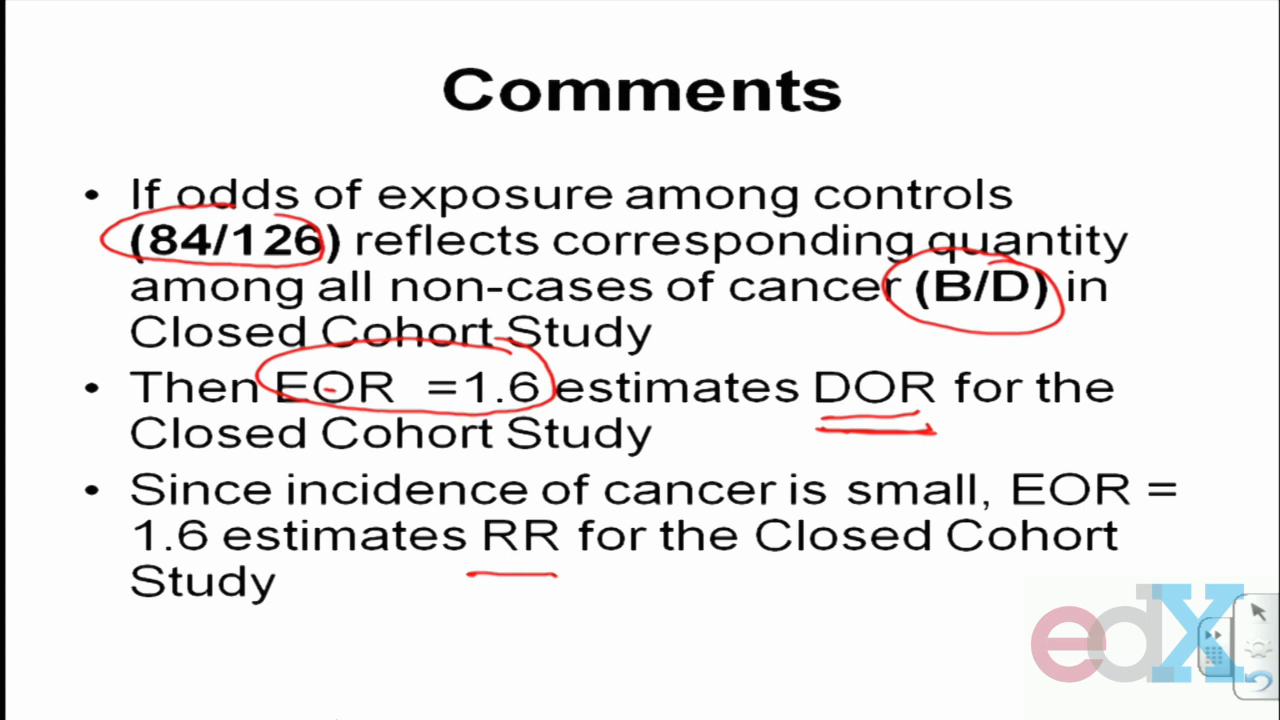 Comments
• If odds of exposure among controls
(84/126) reflects corresponding quantity
among all non-cases of cancer (B/D) in
Closed Cohort Study
• Then EOR =1.6 estimates DOR for the
Closed Cohort Study
• Since incidence of cancer is small, EOR =
1.6 estimates RR for the Closed Cohort
Study
edX